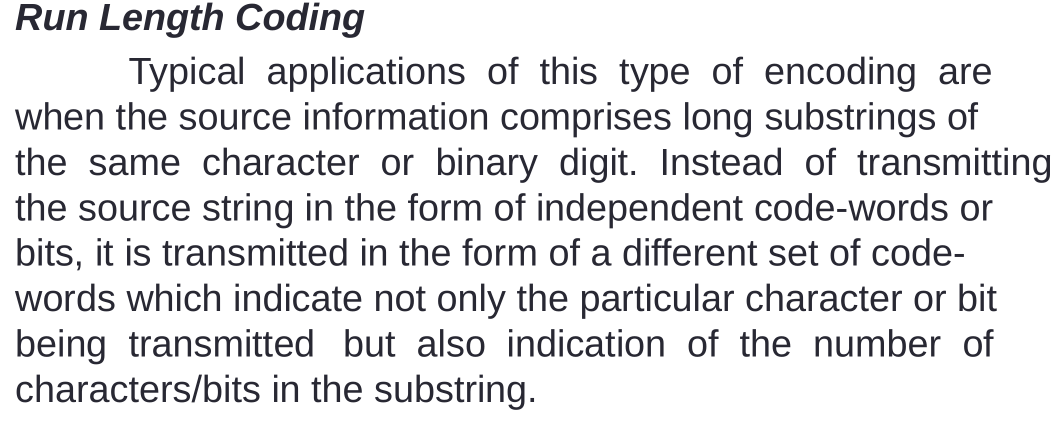 Run Length Coding
Typical applications of this type of encoding are
when the source information comprises long substrings of
the same character or binary digit. Instead of transmitting
the source string in the form of independent code-words or
bits, it is transmitted in the form of a different set of code-
words which indicate not only the particular character or bit
being transmitted but also indication of the number of
characters/bits in the substring.